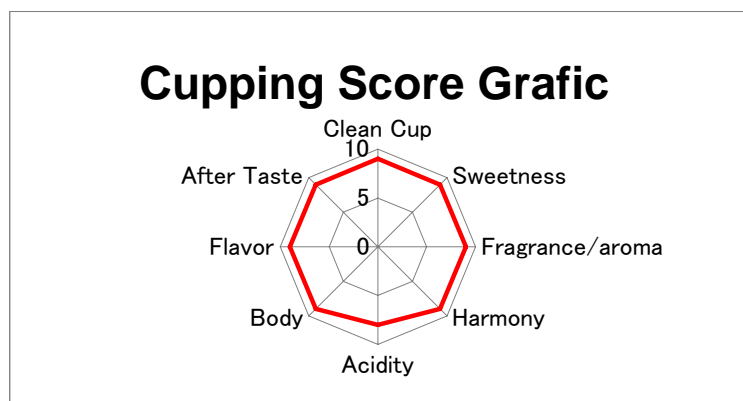 Cupping Score Grafic
Clean Cup
10
After Taste
Sweetness
5
Flavor
0
Fragrance/aroma
Body
Harmony
Acidity